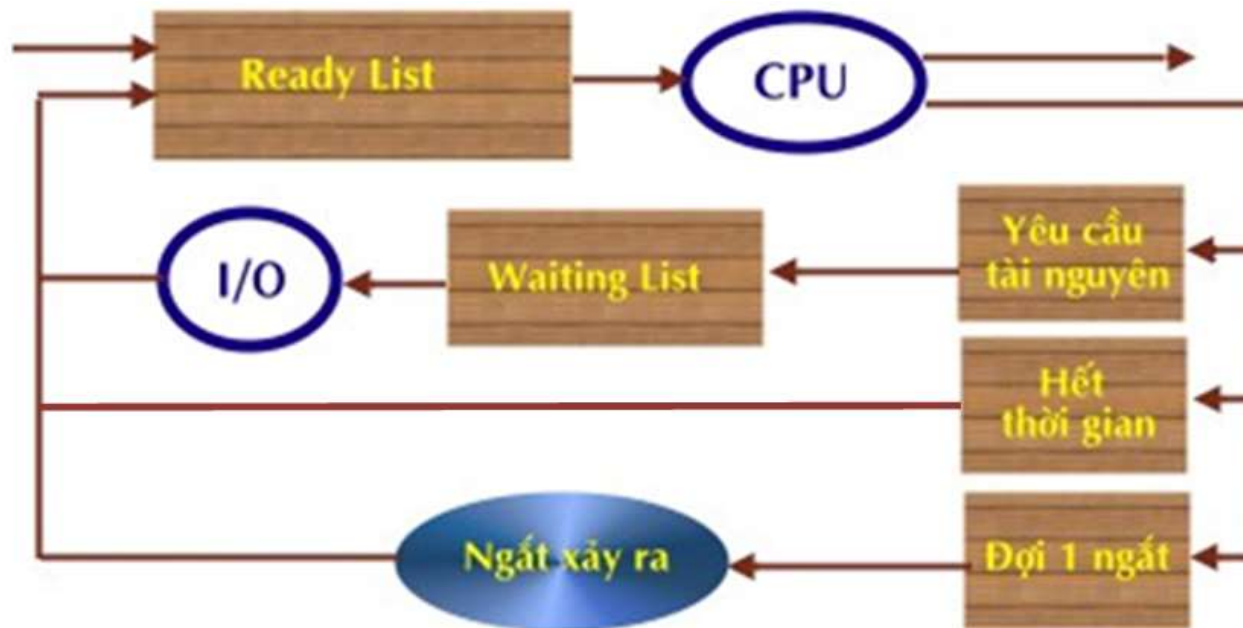 Ready List
CPU
I/O
Waiting List
Yêu cầu
tài nguyên
Hết
thời gian
Ngắt xảy ra
Đợi 1 ngắt